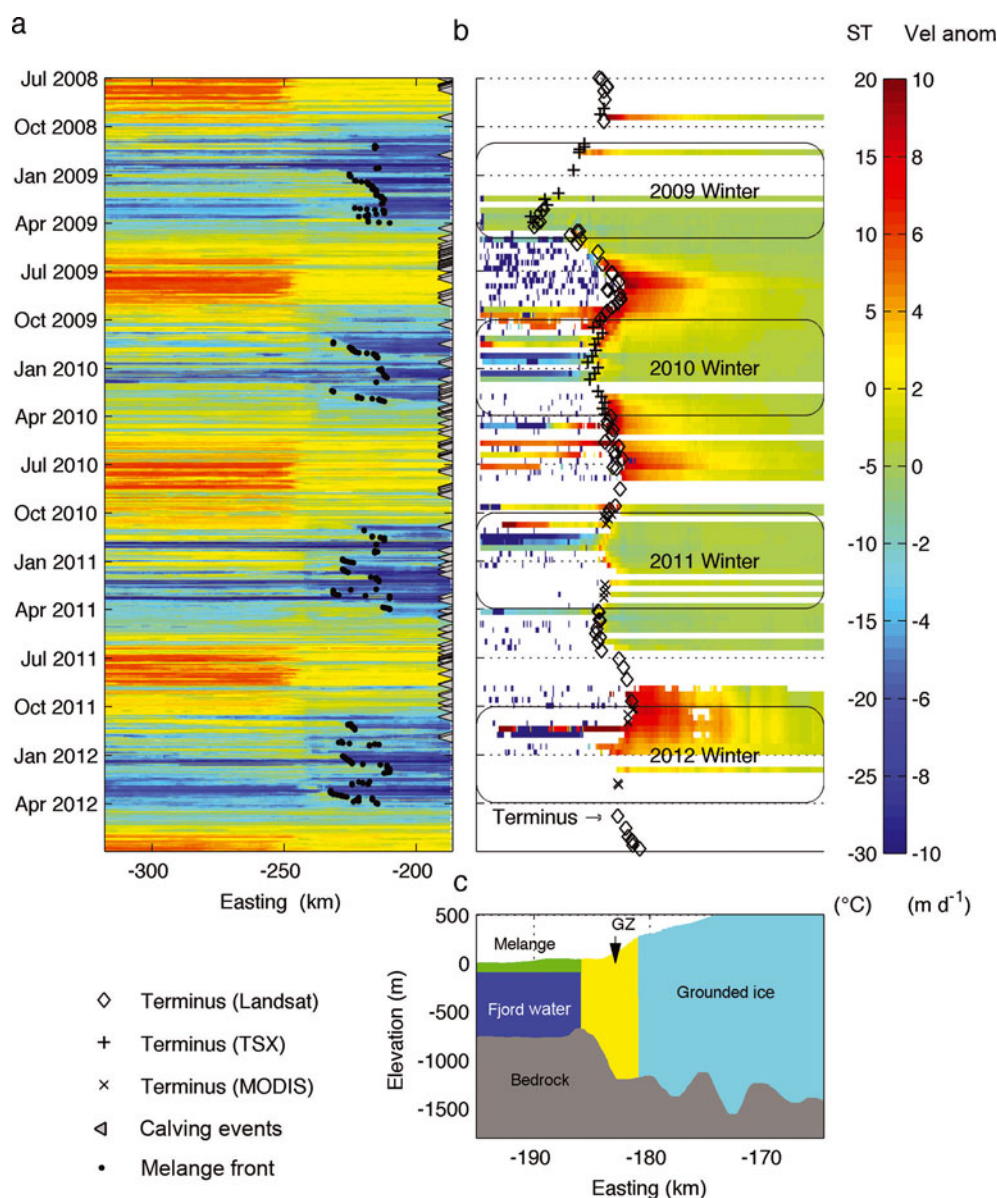 a
b
ST
Vel anom
Jul 2008
Oct 2008
Jan 2009
Apr 2009
Jul 2009
Oct 2009
Jan 2010
Apr 2010
Jul 2010
Oct 2010
Jan 2011
Apr 2011
Jul 2011
Oct 2011
Jan 2012
Apr 2012
-300
-250
-200
Easting (km)
2009 Winter
2010 Winter
2011 Winter
2012 Winter
Terminus →
20
15
10
5
0
-5
-10
-15
-20
-25
-30
(°C)
10
8
6
4
2
0
-2
-4
-6
-8
-10
(m d⁻¹)
c
500
0
-500
-1000
-1500
Elevation (m)
GZ
Melange
Fjord water
Grounded ice
Bedrock
-190
-180
-170
Easting (km)
Terminus (Landsat)
Terminus (TSX)
Terminus (MODIS)
Calving events
Melange front